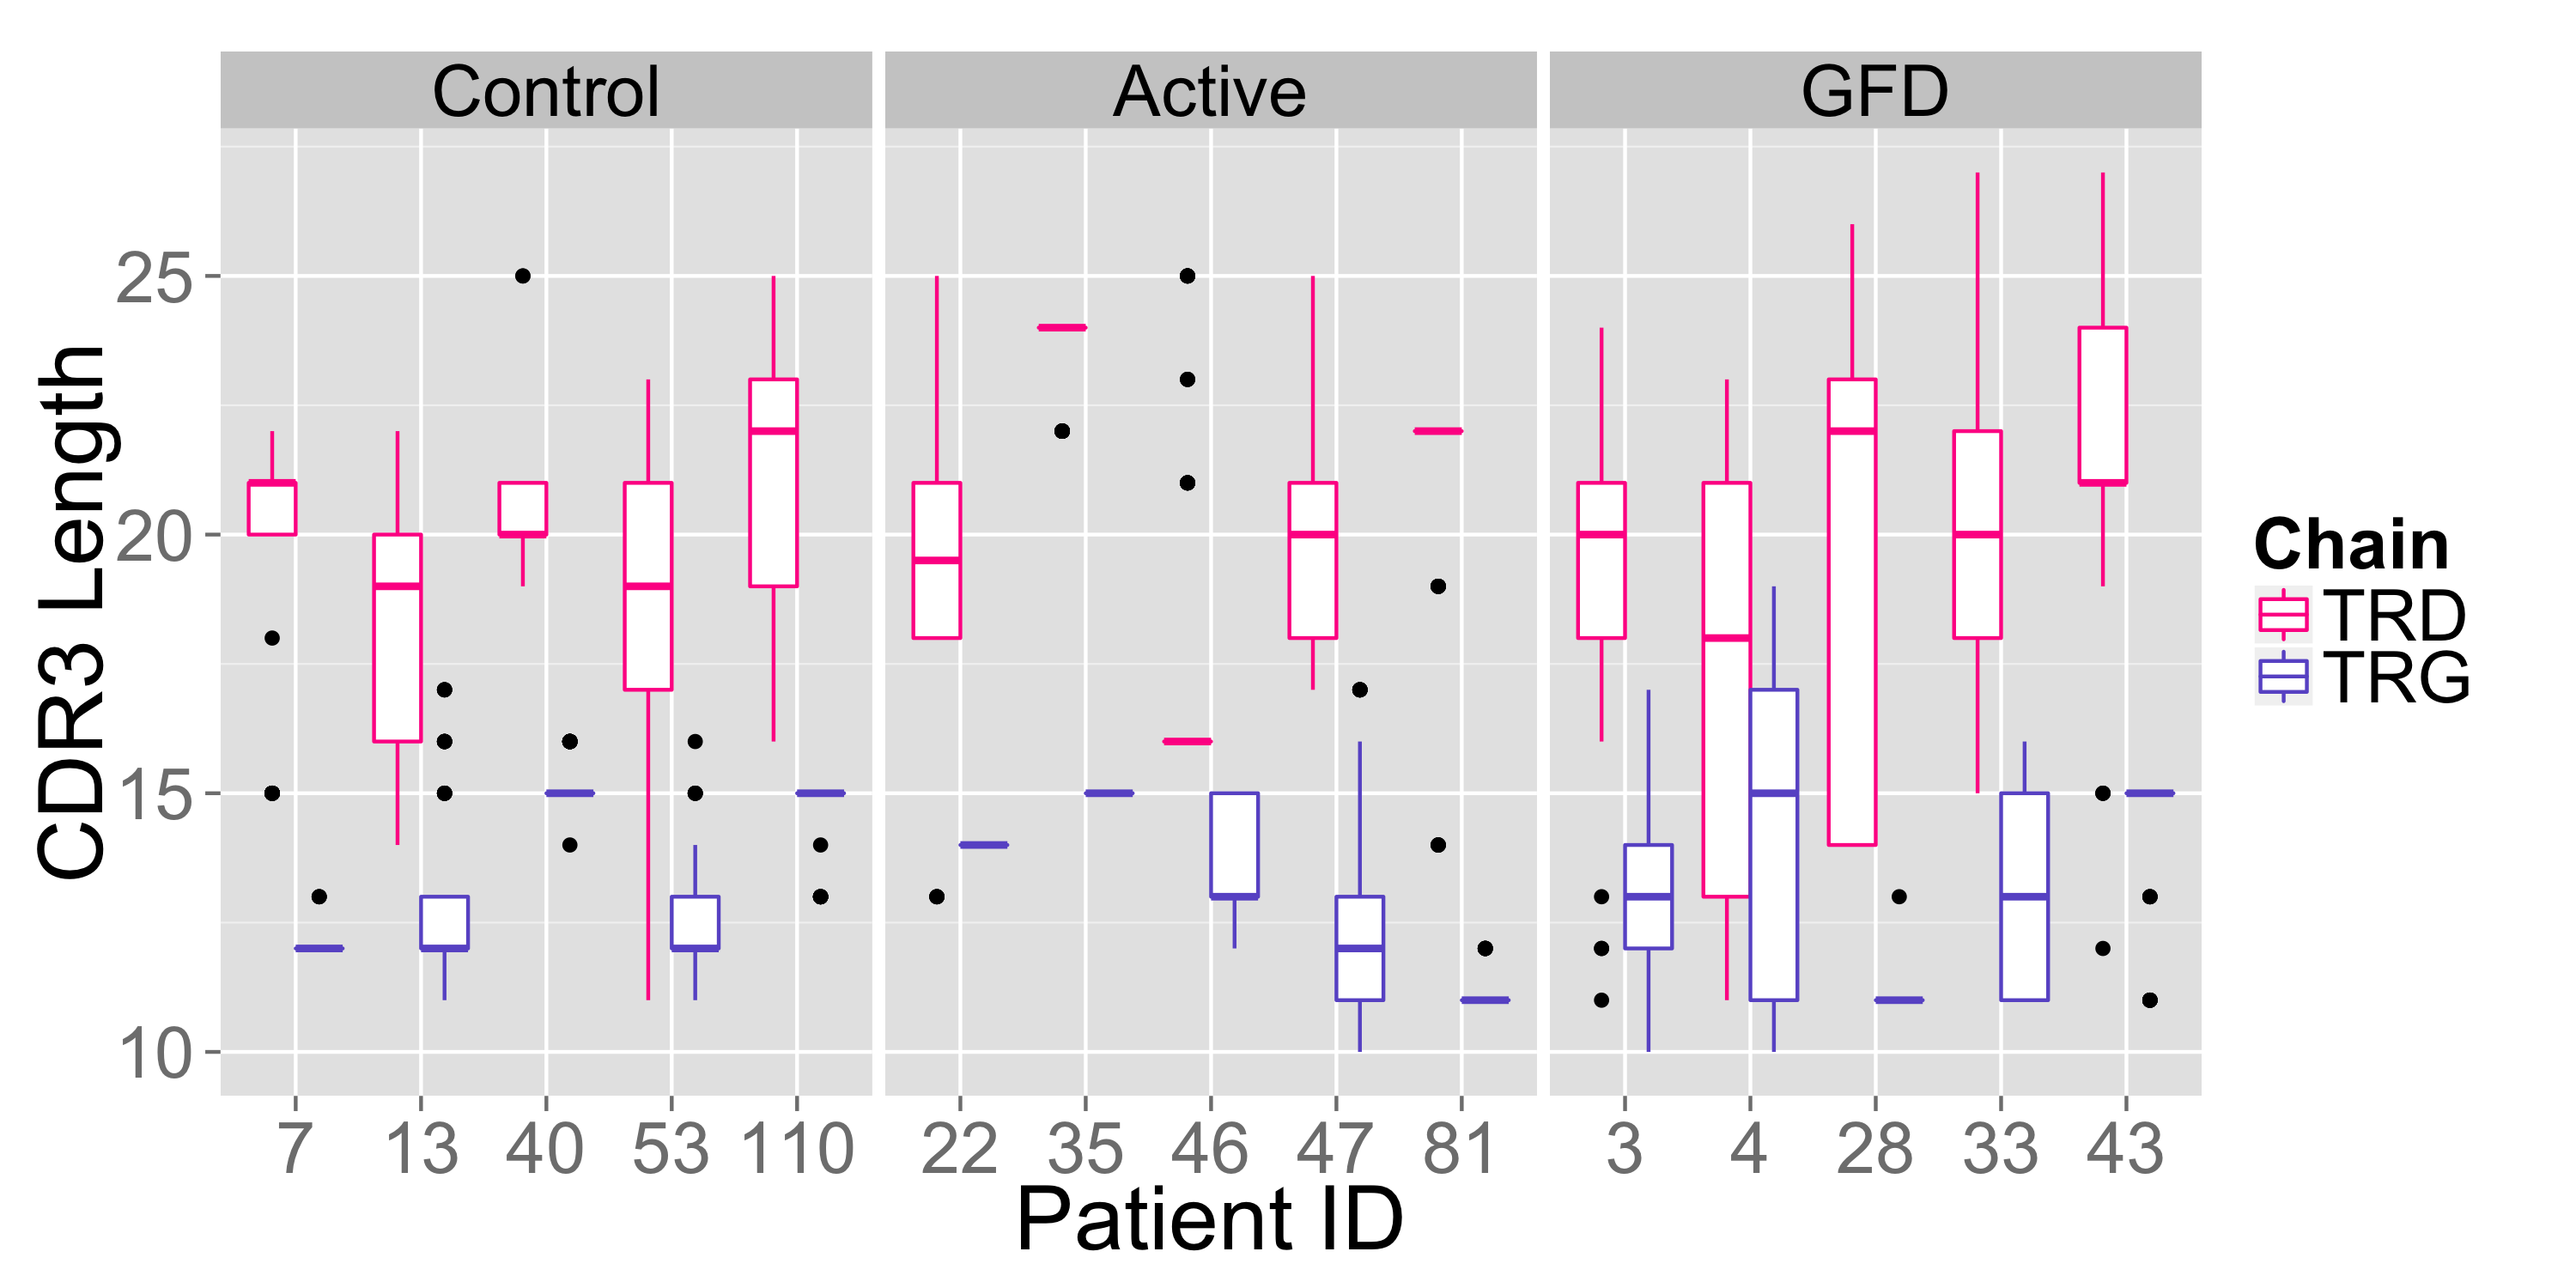 Control Active GFD
CDR3 Length
25
20
15
10
7 13 40 53 110 22 35 46 47 81 3 4 28 33 43
Patient ID
Chain
TRD
TRG